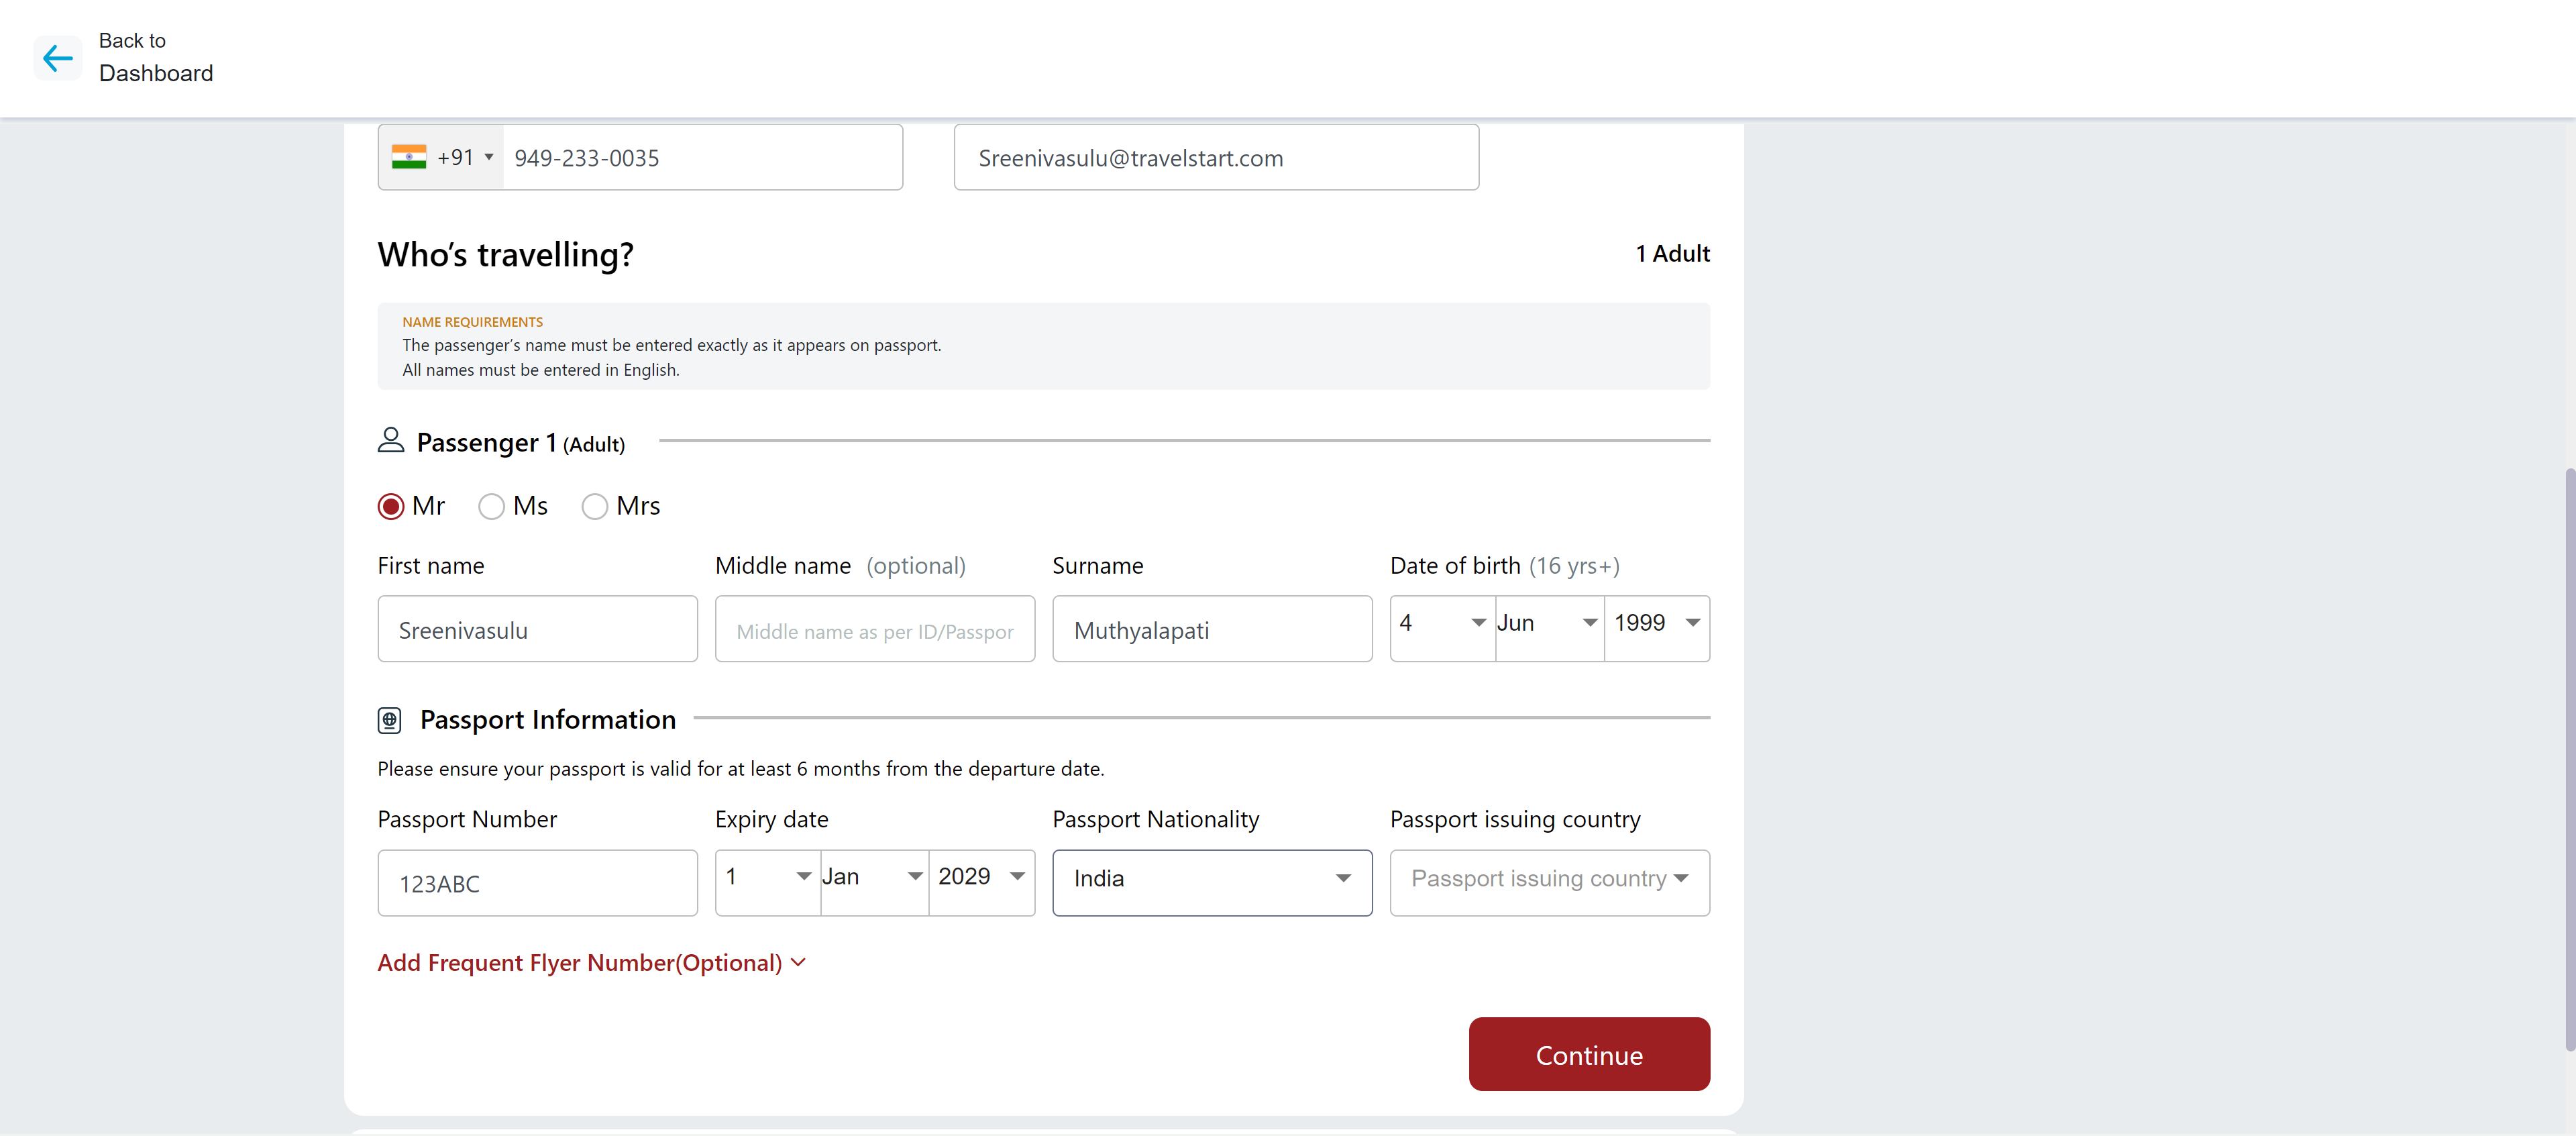 Back to
Dashboard
+91 949-233-0035 Sreenivasulu@travelstart.com
Who’s travelling? 1 Adult
NAME REQUIREMENTS
The passenger’s name must be entered exactly as it appears on passport.
All names must be entered in English.
Passenger 1 (Adult)
Mr Ms Mrs
First name Middle name (optional) Surname Date of birth (16 yrs+)
Sreenivasulu Middle name as per ID/Passpor Muthyalapati 4 Jun 1999
Passport Information
Please ensure your passport is valid for at least 6 months from the departure date.
Passport Number Expiry date Passport Nationality Passport issuing country
123ABC 1 Jan 2029 India Passport issuing country
Add Frequent Flyer Number(Optional)
Continue